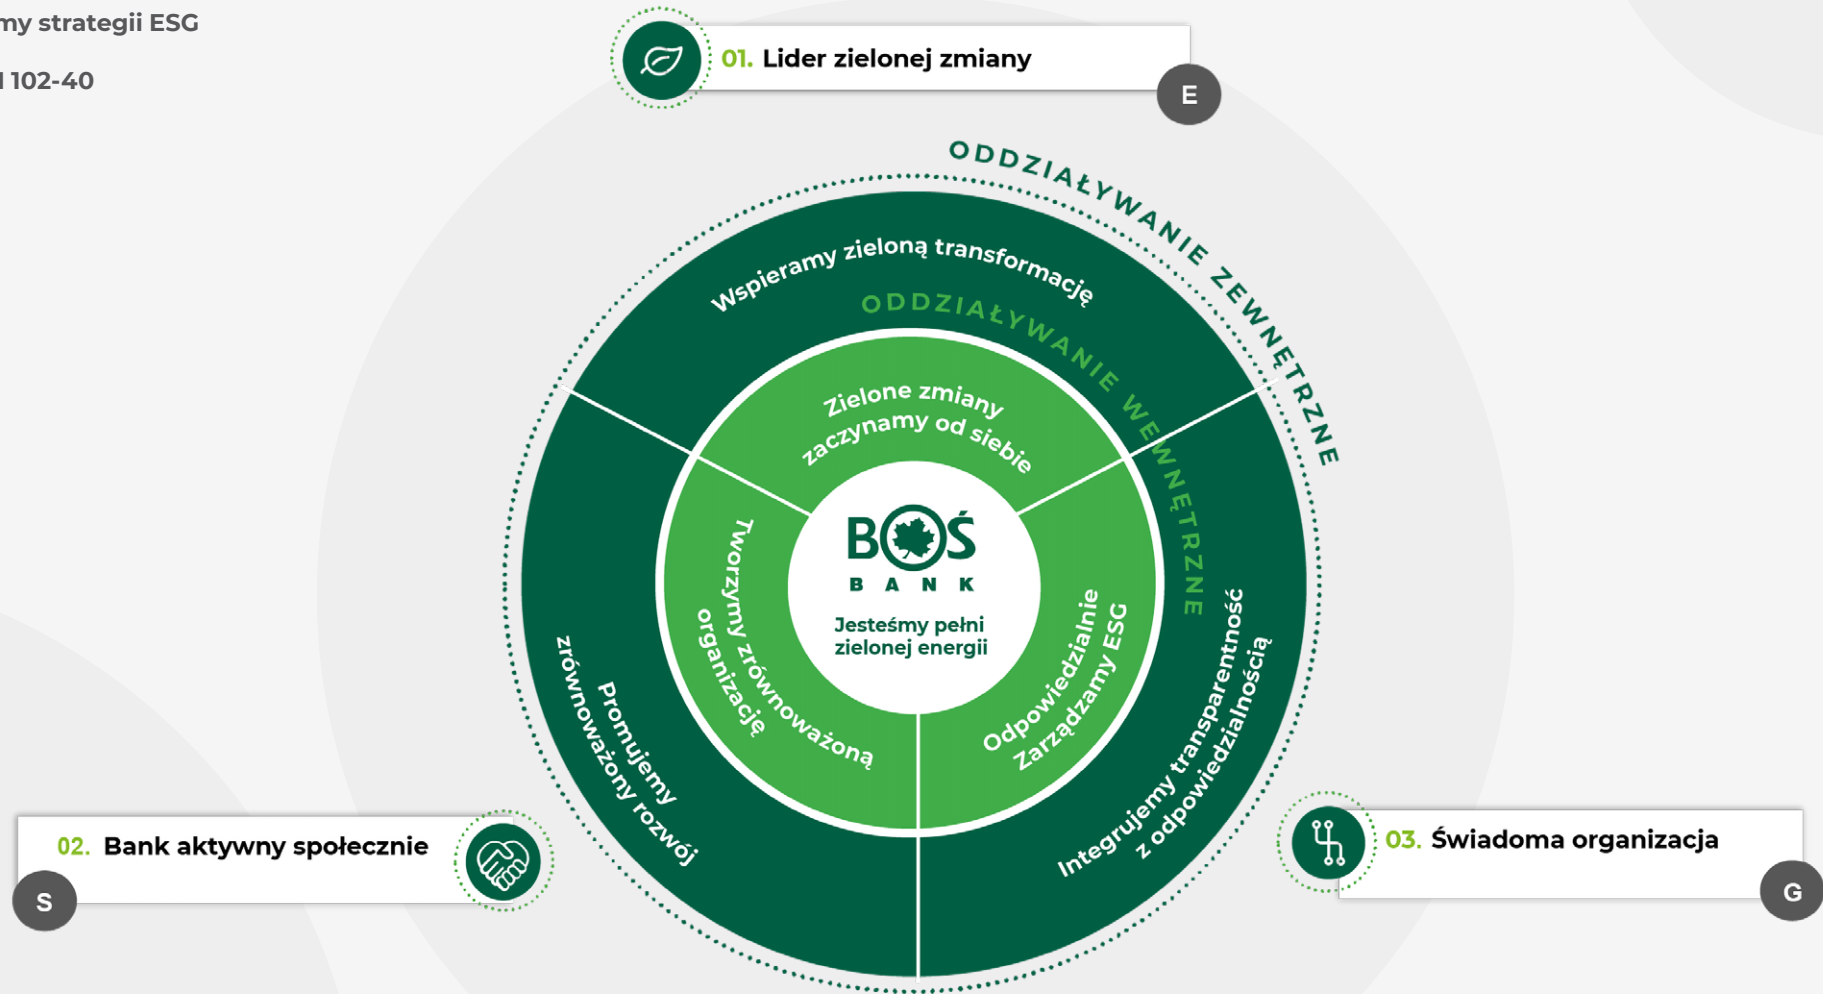 my strategii ESG
102-40
01. Lider zielonej zmiany
E
ODDZIAŁYWANIE ZEWNĘTRZNE
Wspieramy zieloną transformację
ODDZIAŁYWANIE WEWNĘTRZNE
Zielone zmiany
zaczynamy od siebie
BOŚ
BANK
Jesteśmy pełni
zielonej energii
Tworzymy zrównoważoną
organizację
Odpowiedzialnie
Zarządzamy ESG
Promujemy
zrównoważony rozwój
Integrujemy transparentność
z odpowiedzialnością
02. Bank aktywny społecznie
S
03. Świadoma organizacja
G